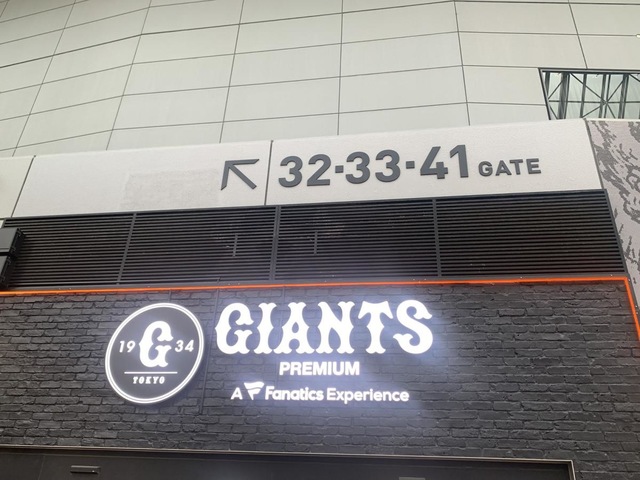 32·33·41 GATE
19 G 34
TOKYO
GIANTS
PREMIUM
A Fanatics Experience